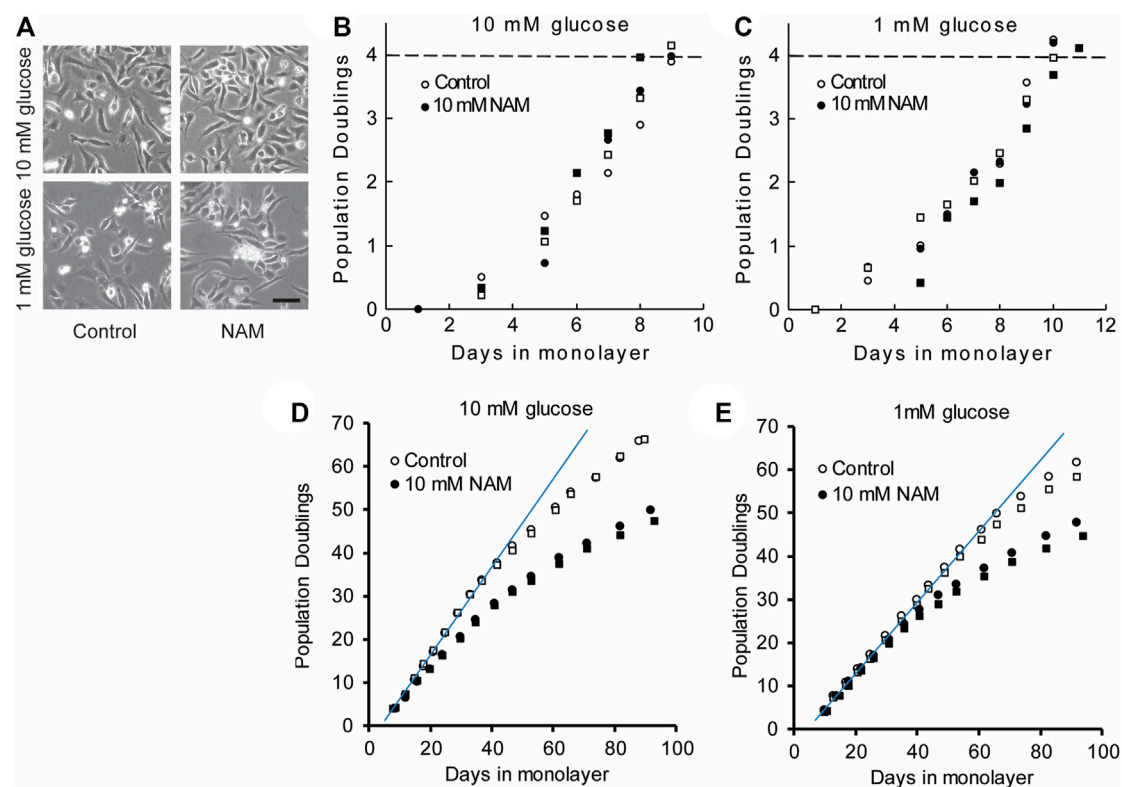 A
10 mM glucose
1 mM glucose
Control
NAM
B
10 mM glucose
Population Doublings
4
3
2
1
0
Control
10 mM NAM
0 2 4 6 8 10
Days in monolayer
C
1 mM glucose
Population Doublings
4
3
2
1
0
Control
10 mM NAM
0 2 4 6 8 10 12
Days in monolayer
D
10 mM glucose
Population Doublings
70
60
50
40
30
20
10
0
Control
10 mM NAM
0 20 40 60 80 100
Days in monolayer
E
1mM glucose
Population Doublings
70
60
50
40
30
20
10
0
Control
10 mM NAM
0 20 40 60 80 100
Days in monolayer